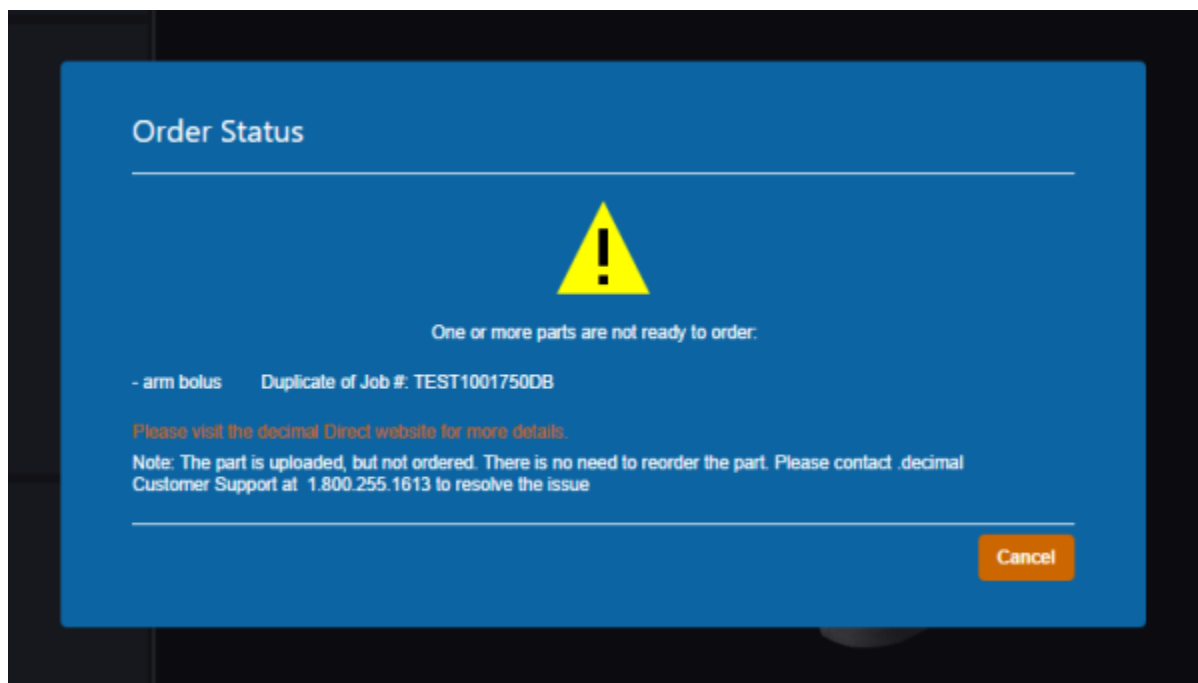 Order Status
!
One or more parts are not ready to order:
- arm bolus Duplicate of Job #: TEST1001750DB
Please visit the decimal Direct website for more details.
Note: The part is uploaded, but not ordered. There is no need to reorder the part. Please contact .decimal
Customer Support at 1.800.255.1613 to resolve the issue
Cancel